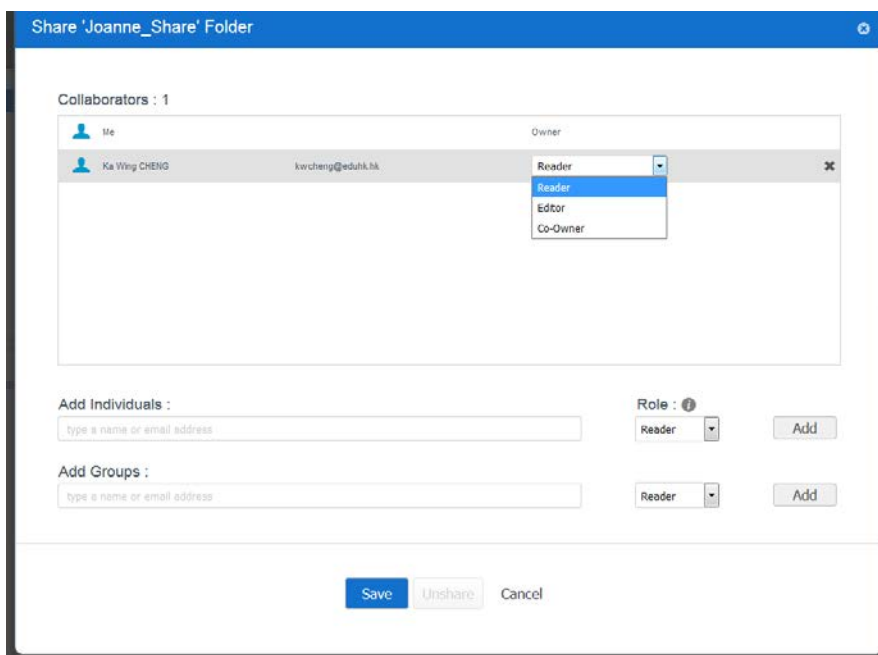 Share 'Joanne_Share' Folder
Collaborators : 1
Me Owner
Ka Wing CHENG kwcheng@eduhk.hk Reader
Reader
Editor
Co-Owner
Add Individuals : Role :
type a name or email address Reader Add
Add Groups :
type a name or email address Reader Add
Save Unshare Cancel